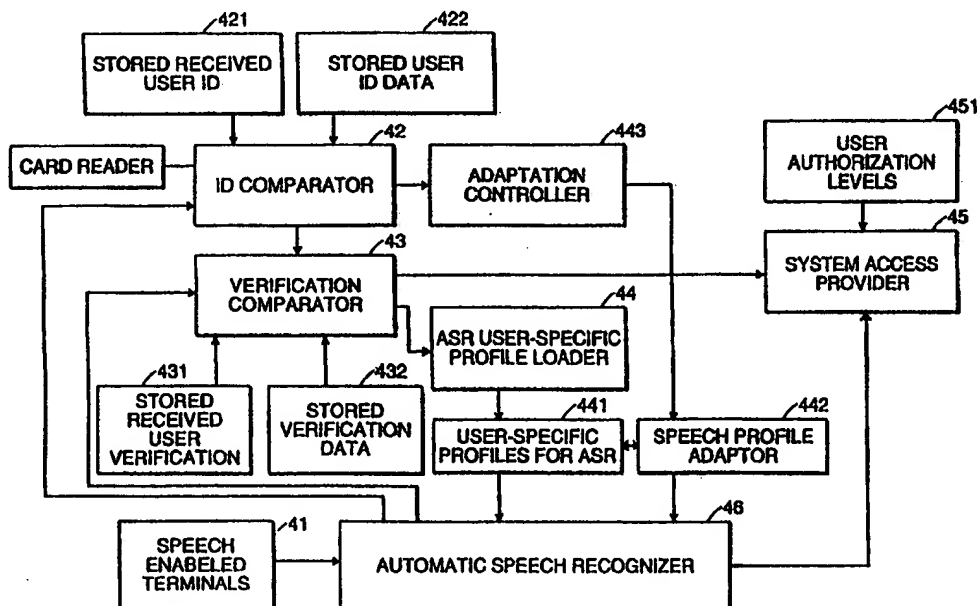 421
STORED RECEIVED
USER ID
422
STORED USER
ID DATA
451
USER
AUTHORIZATION
LEVELS
CARD READER
42
ID COMPARATOR
443
ADAPTATION
CONTROLLER
45
SYSTEM ACCESS
PROVIDER
43
VERIFICATION
COMPARATOR
44
ASR USER-SPECIFIC
PROFILE LOADER
431
STORED
RECEIVED
USER
VERIFICATION
432
STORED
VERIFICATION
DATA
441
USER-SPECIFIC
PROFILES FOR ASR
442
SPEECH PROFILE
ADAPTOR
41
SPEECH
ENABELED
TERMINALS
46
AUTOMATIC SPEECH RECOGNIZER